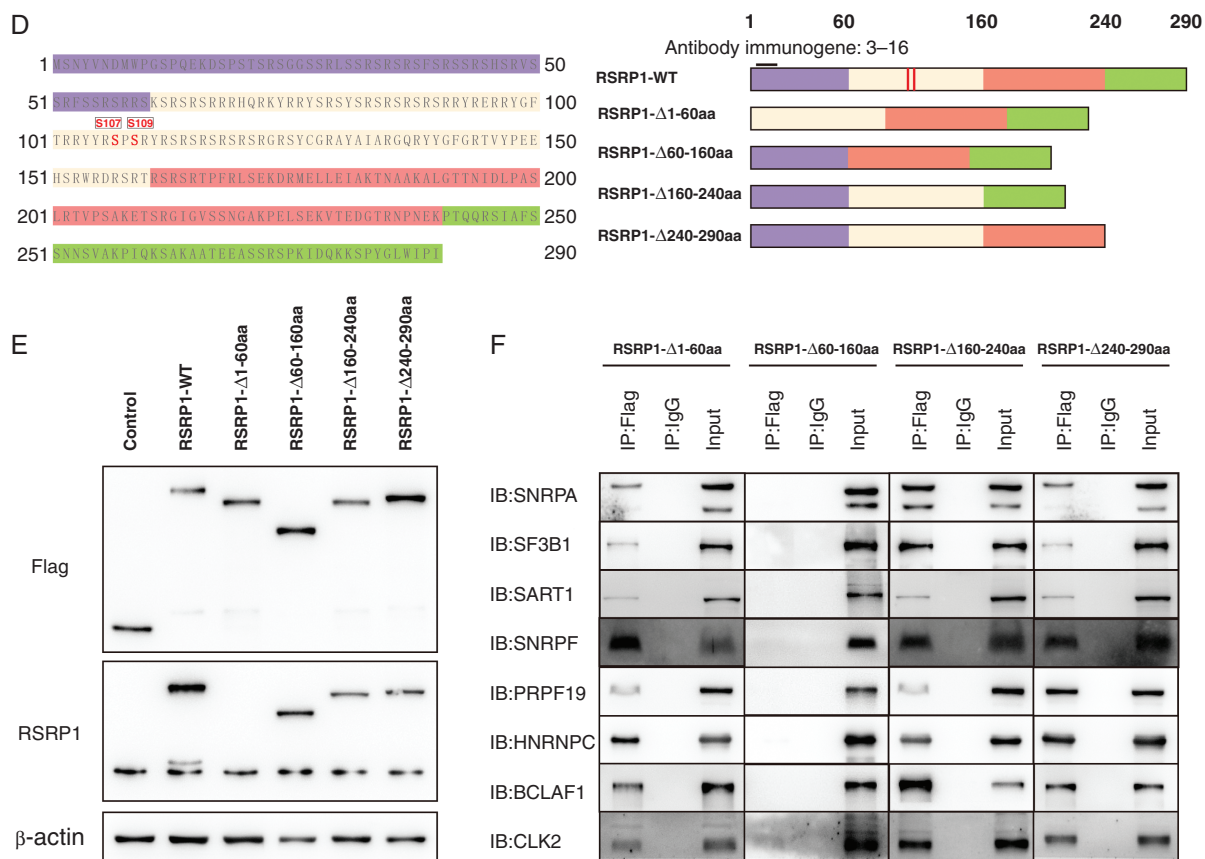 D
1 MSNYVNDMWPGSPQEKDSPSTSRSGGSSRLSSRSRSRSFSRSSRSHSRVS 50
51 SRFSSRSRRSKSRSRSRRRHQRKYRRYSRSYSRSRSRSRSRRYRERRYGF 100
S107 S109
101 TRRYYRSPSRYRSRSRSRSRSRGRSYCGRAYAIARGQRYYGFGRTVYPEE 150
151 HSRWRDRSRTRSRSRTPFRLSEKDRMELLEIAKTNAAKALGTTNIDLPAS 200
201 LRTVPSAKETSRGIGVSSNGAKPELSEKVTEDGTRNPNEKPTQQRSIAFS 250
251 SNNSVAKPIQKSAKAATEEASSRSPKIDQKKSPYGLWIPI 290
1 60 160 240 290
Antibody immunogene: 3–16
RSRP1-WT
RSRP1-Δ1-60aa
RSRP1-Δ60-160aa
RSRP1-Δ160-240aa
RSRP1-Δ240-290aa
E
Control
RSRP1-WT
RSRP1-Δ1-60aa
RSRP1-Δ60-160aa
RSRP1-Δ160-240aa
RSRP1-Δ240-290aa
Flag
RSRP1
β-actin
F
RSRP1-Δ1-60aa RSRP1-Δ60-160aa RSRP1-Δ160-240aa RSRP1-Δ240-290aa
IP:Flag IP:IgG Input IP:Flag IP:IgG Input IP:Flag IP:IgG Input IP:Flag IP:IgG Input
IB:SNRPA
IB:SF3B1
IB:SART1
IB:SNRPF
IB:PRPF19
IB:HNRNPC
IB:BCLAF1
IB:CLK2